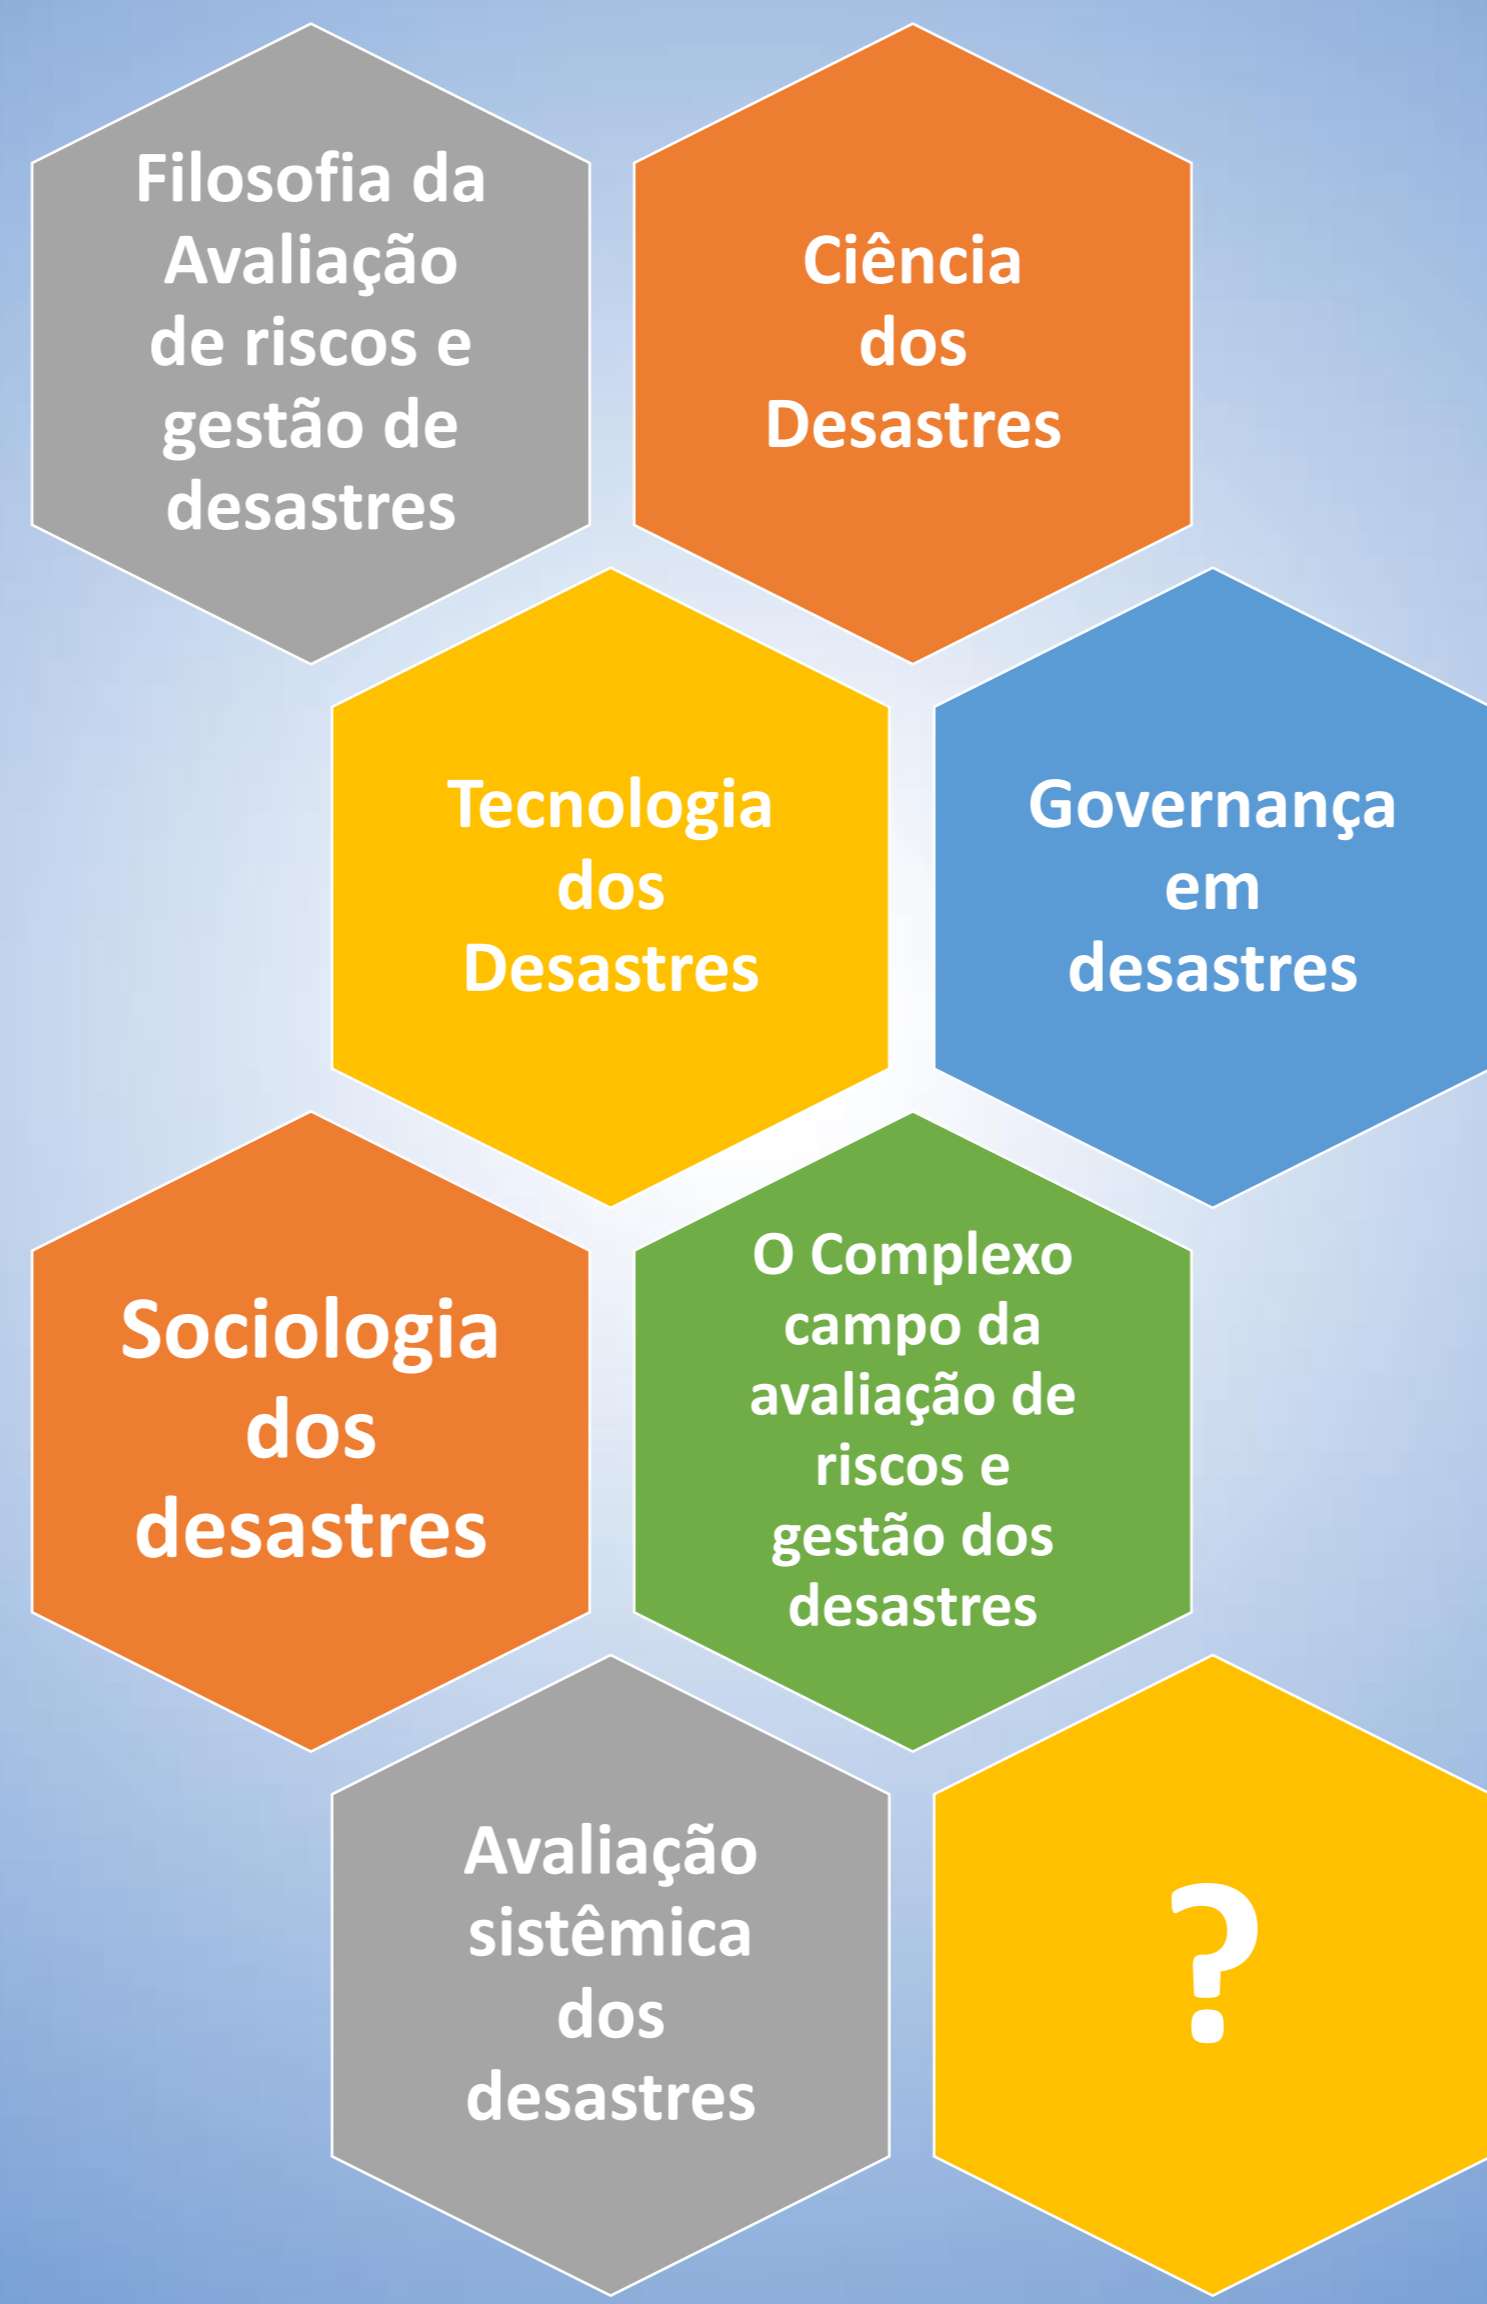 Filosofia da
Avaliação
de riscos e
gestão de
desastres
Ciência
dos
Desastres
Tecnologia
dos
Desastres
Governança
em
desastres
Sociologia
dos
desastres
O Complexo
campo da
avaliação de
riscos e
gestão dos
desastres
Avaliação
sistêmica
dos
desastres
?